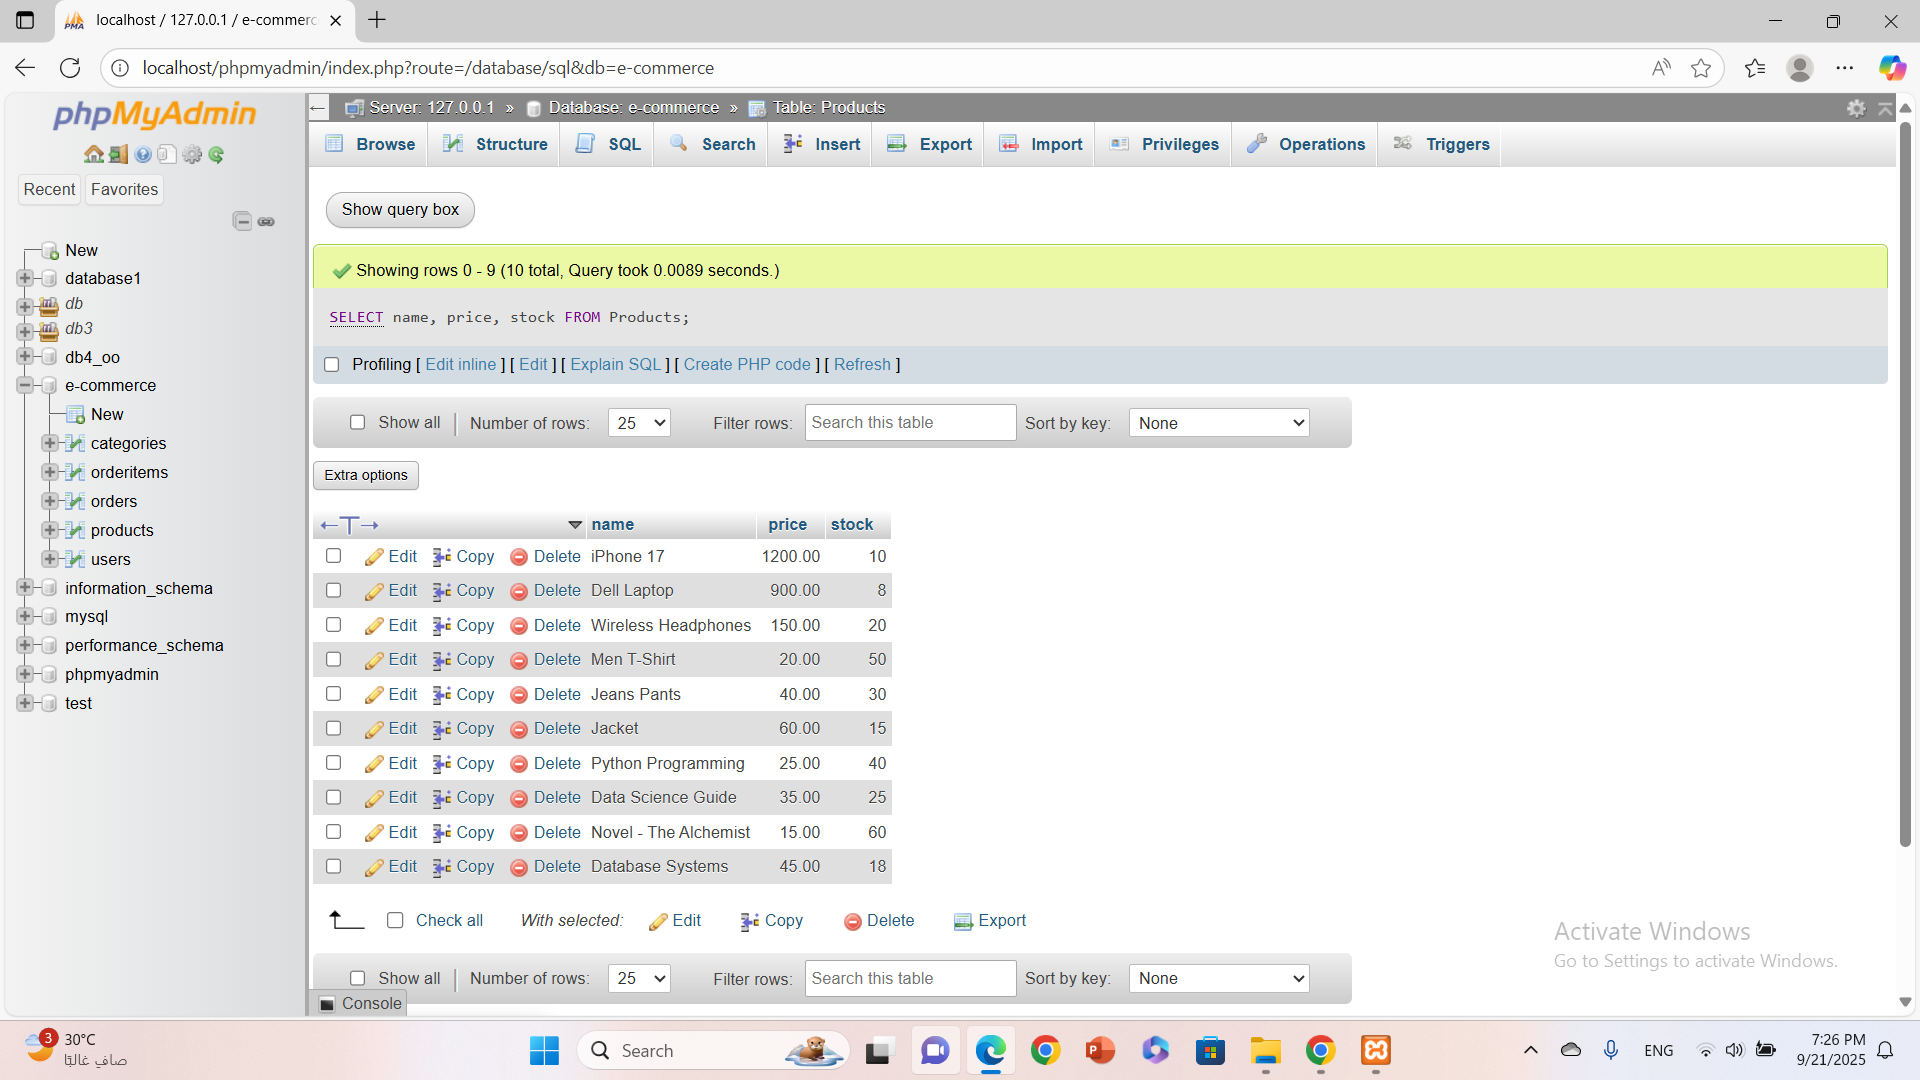 localhost / 127.0.0.1 / e-commerc
localhost/phpmyadmin/index.php?route=/database/sql&db=e-commerce
phpMyAdmin
Server: 127.0.0.1 » Database: e-commerce » Table: Products
Browse Structure SQL Search Insert Export Import Privileges Operations Triggers
Recent Favorites
New
database1
db
db3
db4_oo
e-commerce
New
categories
orderitems
orders
products
users
information_schema
mysql
performance_schema
phpmyadmin
test
Show query box
Showing rows 0 - 9 (10 total, Query took 0.0089 seconds.)
SELECT name, price, stock FROM Products;
Profiling [ Edit inline ] [ Edit ] [ Explain SQL ] [ Create PHP code ] [ Refresh ]
Show all Number of rows: 25 Filter rows: Search this table Sort by key: None
Extra options
name price stock
Edit Copy Delete iPhone 17 1200.00 10
Edit Copy Delete Dell Laptop 900.00 8
Edit Copy Delete Wireless Headphones 150.00 20
Edit Copy Delete Men T-Shirt 20.00 50
Edit Copy Delete Jeans Pants 40.00 30
Edit Copy Delete Jacket 60.00 15
Edit Copy Delete Python Programming 25.00 40
Edit Copy Delete Data Science Guide 35.00 25
Edit Copy Delete Novel - The Alchemist 15.00 60
Edit Copy Delete Database Systems 45.00 18
Check all With selected: Edit Copy Delete Export
Show all Number of rows: 25 Filter rows: Search this table Sort by key: None
Console
Activate Windows
Go to Settings to activate Windows.
3
30°C
صافٍ غالبًا
Search
ENG
7:26 PM
9/21/2025